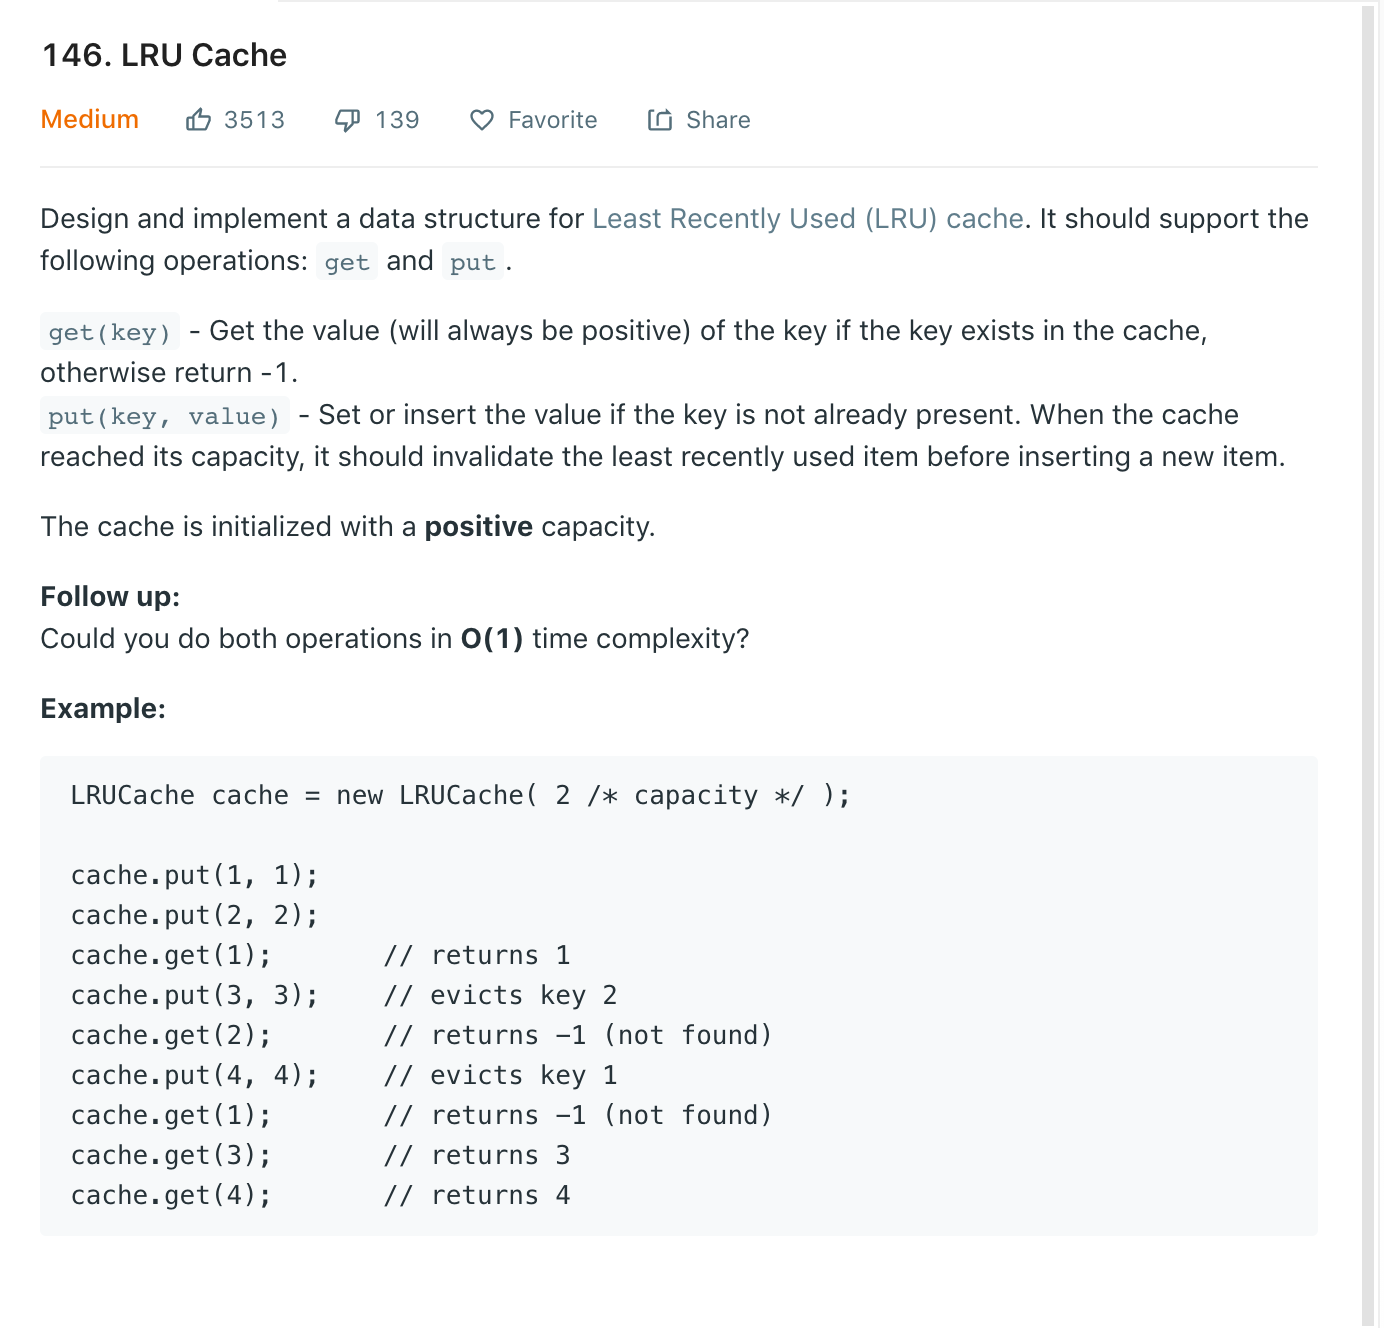 146. LRU Cache
Medium 3513 139 Favorite Share
Design and implement a data structure for Least Recently Used (LRU) cache. It should support the
following operations: get and put .
get(key) - Get the value (will always be positive) of the key if the key exists in the cache,
otherwise return -1.
put(key, value) - Set or insert the value if the key is not already present. When the cache
reached its capacity, it should invalidate the least recently used item before inserting a new item.
The cache is initialized with a positive capacity.
Follow up:
Could you do both operations in O(1) time complexity?
Example:
LRUCache cache = new LRUCache( 2 /* capacity */ );
cache.put(1, 1);
cache.put(2, 2);
cache.get(1);       // returns 1
cache.put(3, 3);    // evicts key 2
cache.get(2);       // returns -1 (not found)
cache.put(4, 4);    // evicts key 1
cache.get(1);       // returns -1 (not found)
cache.get(3);       // returns 3
cache.get(4);       // returns 4